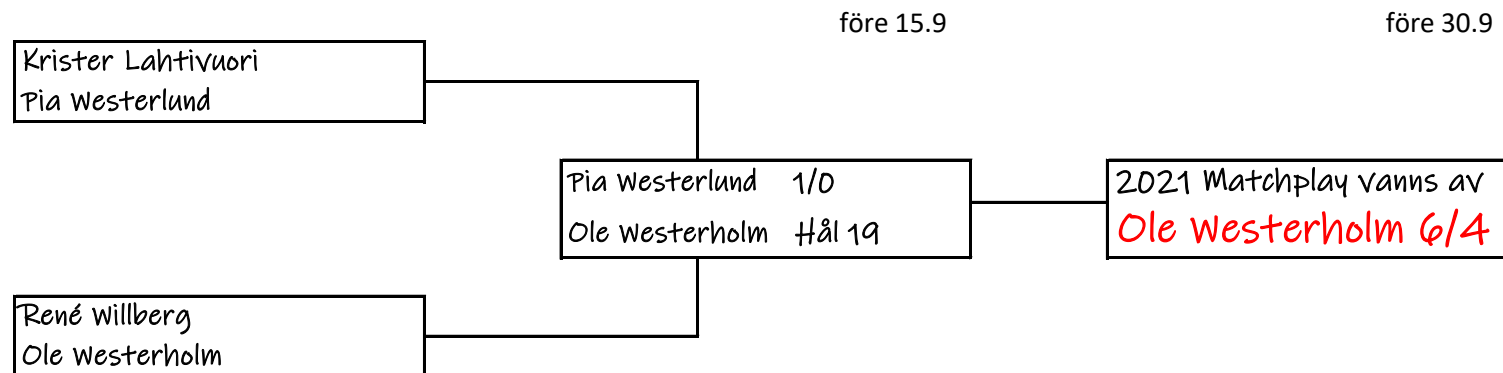 före 15.9
före 30.9
Krister Lahtivuori
Pia Westerlund
Pia Westerlund 1/0
Ole Westerholm Hål 19
2021 Matchplay vanns av
Ole Westerholm 6/4
René Willberg
Ole Westerholm